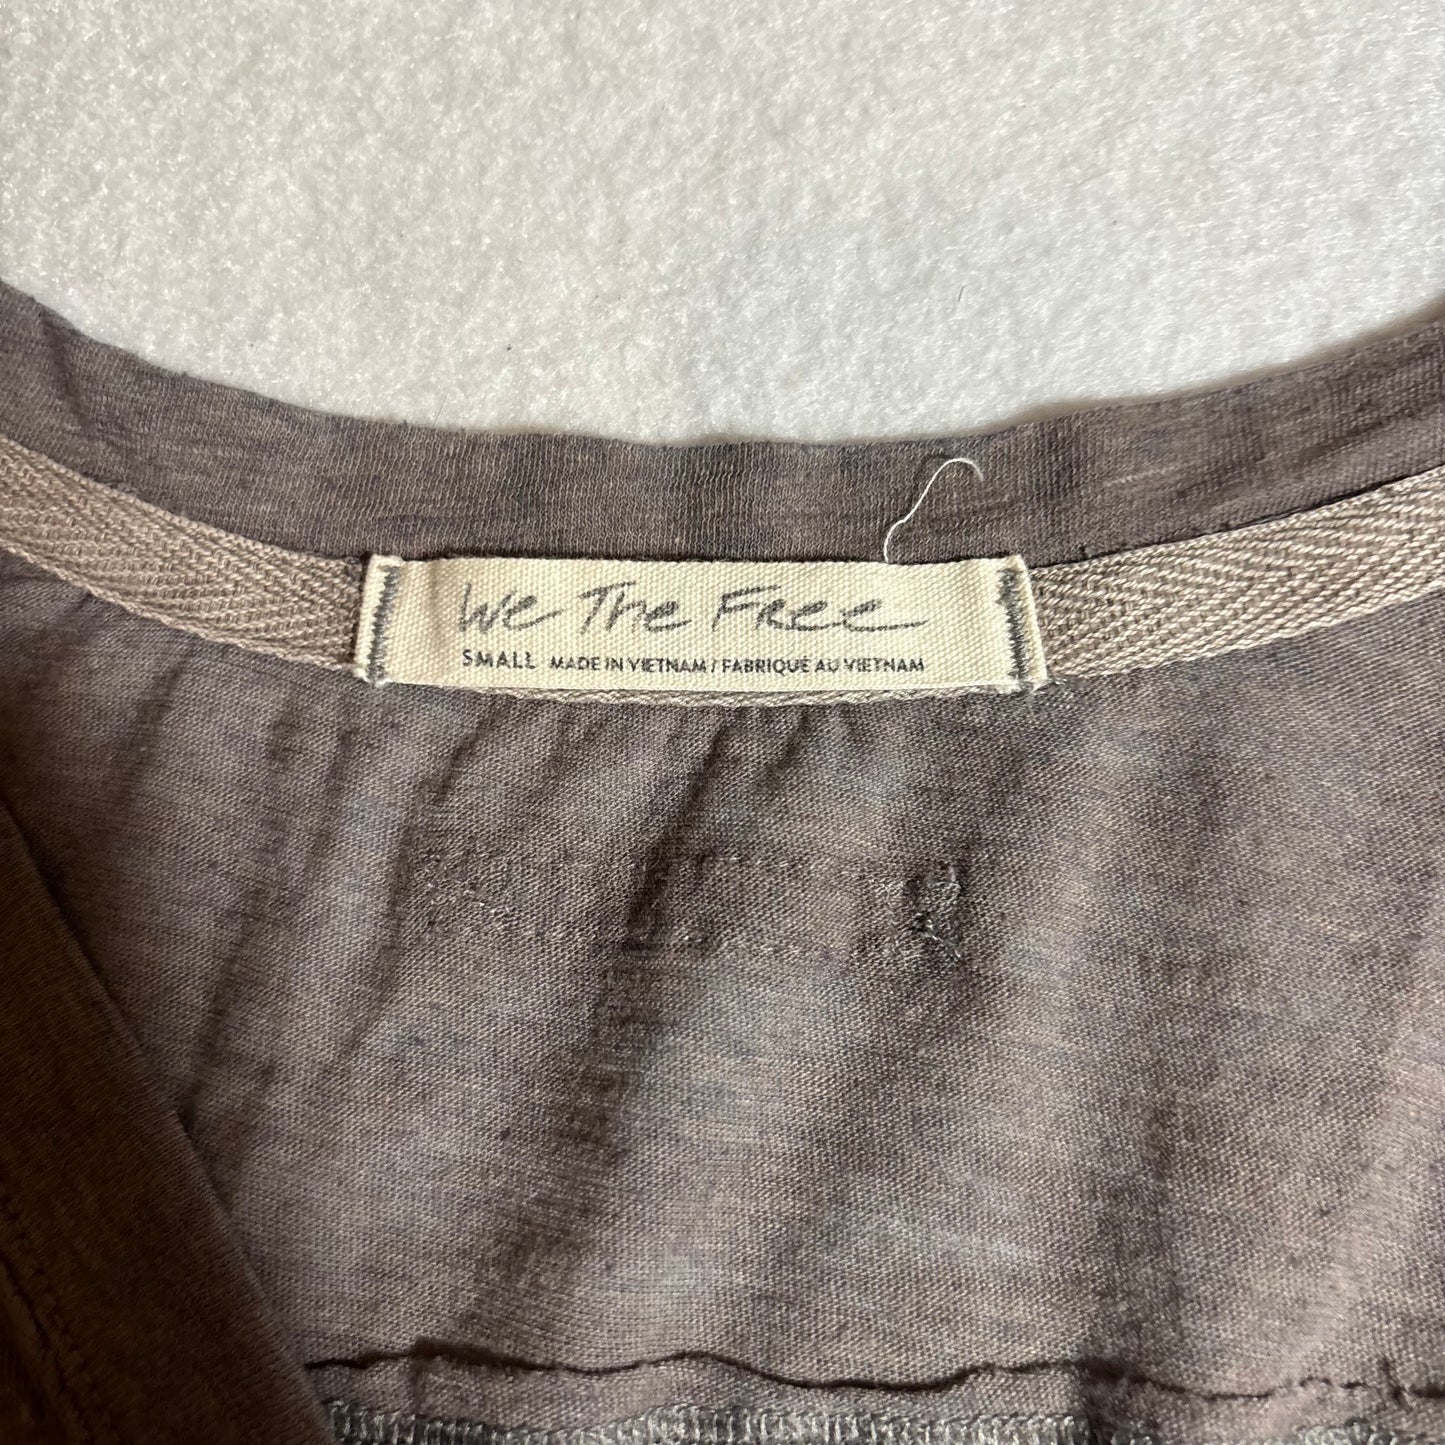 We The Free
SMALL MADE IN VIETNAM / FABRIQUÉ AU VIETNAM